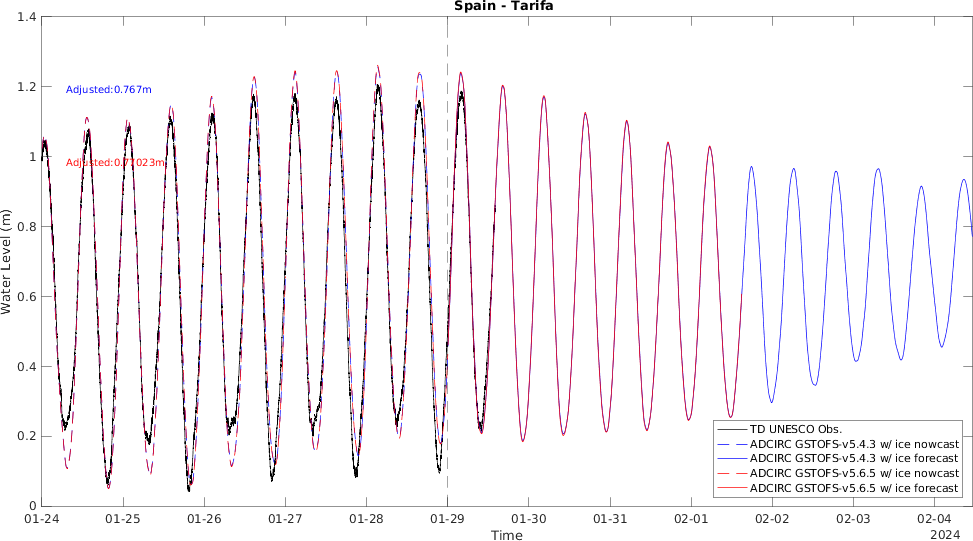 Spain - Tarifa
1.4
1.2
1
0.8
0.6
0.4
0.2
0
Water Level (m)
Adjusted:0.767m
Adjusted:0.77023m
TD UNESCO Obs.
ADCIRC GSTOFS-v5.4.3 w/ ice nowcast
ADCIRC GSTOFS-v5.4.3 w/ ice forecast
ADCIRC GSTOFS-v5.6.5 w/ ice nowcast
ADCIRC GSTOFS-v5.6.5 w/ ice forecast
01-24 01-25 01-26 01-27 01-28 01-29 01-30 01-31 02-01 02-02 02-03 02-04
Time
2024